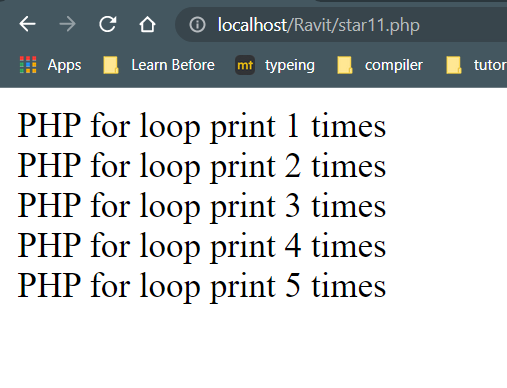 localhost/Ravit/star11.php
Apps Learn Before mt typeing compiler tutor
PHP for loop print 1 times
PHP for loop print 2 times
PHP for loop print 3 times
PHP for loop print 4 times
PHP for loop print 5 times